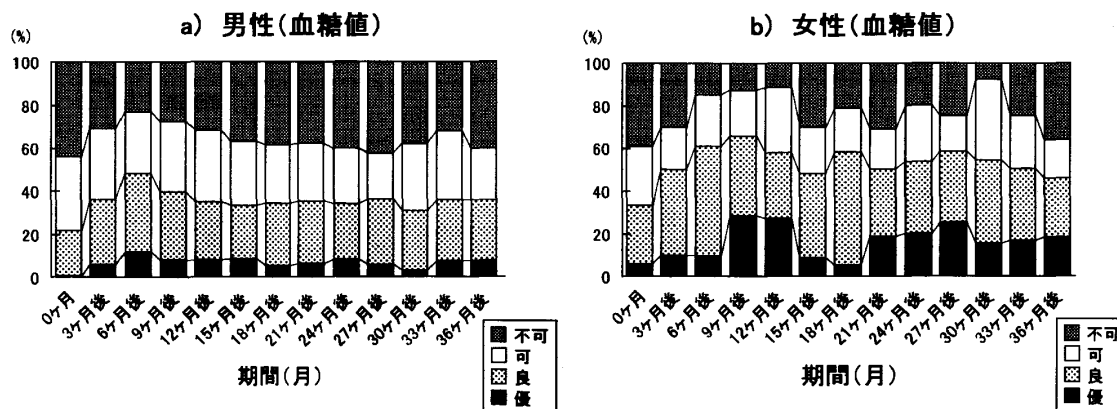 a) 男性(血糖値)
(%)
100
80
60
40
20
0
0ヶ月
3ヶ月後
6ヶ月後
9ヶ月後
12ヶ月後
15ヶ月後
18ヶ月後
21ヶ月後
24ヶ月後
27ヶ月後
30ヶ月後
33ヶ月後
36ヶ月後
期間(月)
不可
可
良
優
b) 女性(血糖値)
(%)
100
80
60
40
20
0
0ヶ月
3ヶ月後
6ヶ月後
9ヶ月後
12ヶ月後
15ヶ月後
18ヶ月後
21ヶ月後
24ヶ月後
27ヶ月後
30ヶ月後
33ヶ月後
36ヶ月後
期間(月)
不可
可
良
優